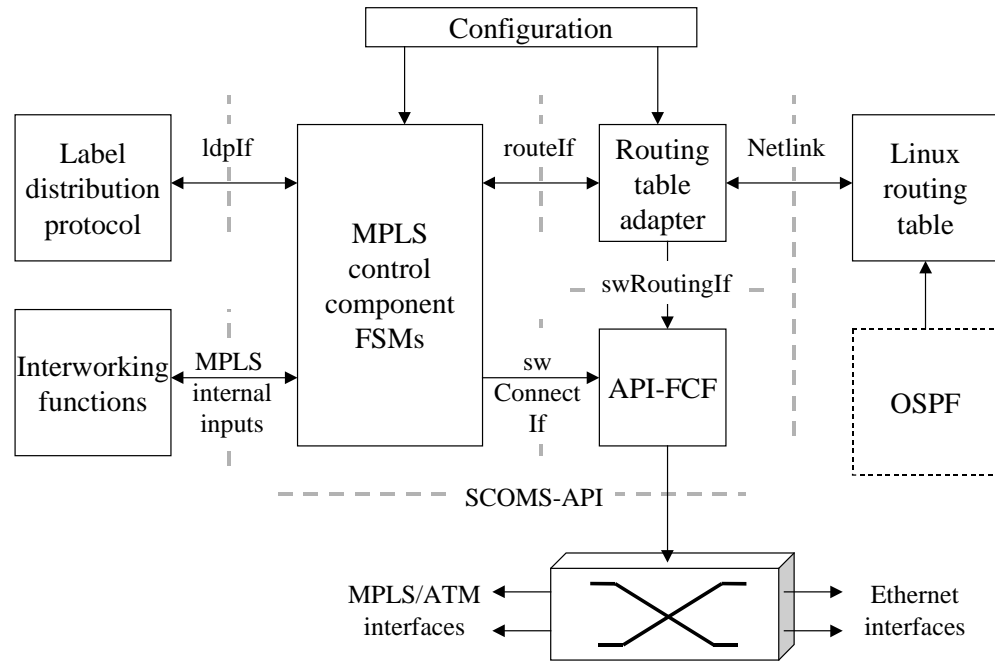 Configuration
Label
distribution
protocol
ldpIf
MPLS
control
component
FSMs
routeIf
Routing
table
adapter
Netlink
Linux
routing
table
swRoutingIf
Interworking
functions
MPLS
internal
inputs
sw
Connect
If
API-FCF
OSPF
SCOMS-API
MPLS/ATM
interfaces
Ethernet
interfaces